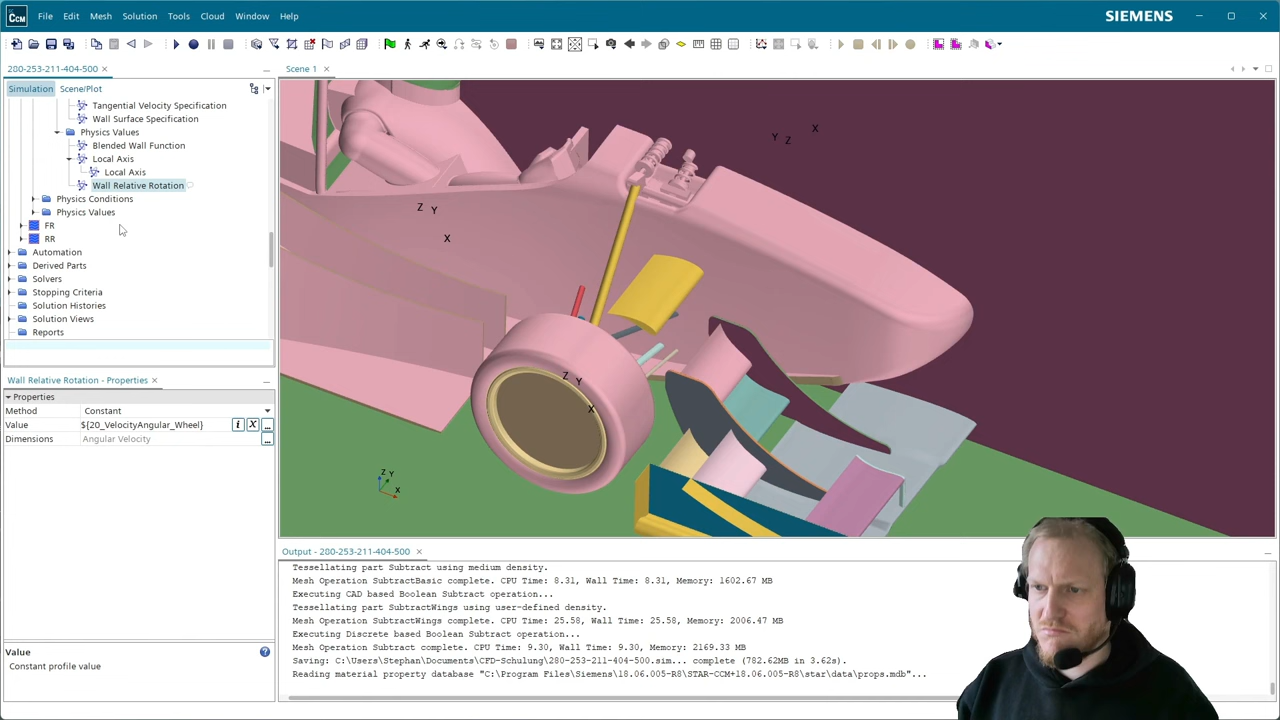 CCM File Edit Mesh Solution Tools Cloud Window Help SIEMENS
280-253-211-404-500 Scene 1
Simulation Scene/Plot
Tangential Velocity Specification
Wall Surface Specification
Physics Values
Blended Wall Function
Local Axis
Local Axis
Wall Relative Rotation
Physics Conditions
Physics Values
FR
RR
Automation
Derived Parts
Solvers
Stopping Criteria
Solution Histories
Solution Views
Reports
Wall Relative Rotation - Properties
Properties
Method Constant
Value ${20_VelocityAngular_Wheel}
Dimensions Angular Velocity
Value
Constant profile value
X
Y Z
Z Y
X
Z Y
X
Z Y
X
Output - 280-253-211-404-500
Tessellating part Subtract using medium density.
Mesh Operation SubtractBasic complete. CPU Time: 8.31, Wall Time: 8.31, Memory: 1602.67 MB
Executing CAD based Boolean Subtract operation...
Tessellating part SubtractWings using user-defined density.
Mesh Operation SubtractWings complete. CPU Time: 25.58, Wall Time: 25.58, Memory: 2006.47 MB
Executing Discrete based Boolean Subtract operation...
Mesh Operation Subtract complete. CPU Time: 9.30, Wall Time: 9.30, Memory: 2169.33 MB
Saving: C:\Users\Stephan\Documents\CFD-Schulung\280-253-211-404-500.sim... complete (782.62MB in 3.62s).
Reading material property database "C:\Program Files\Siemens\18.06.005-R8\STAR-CCM+18.06.005-R8\star\data\props.mdb"...